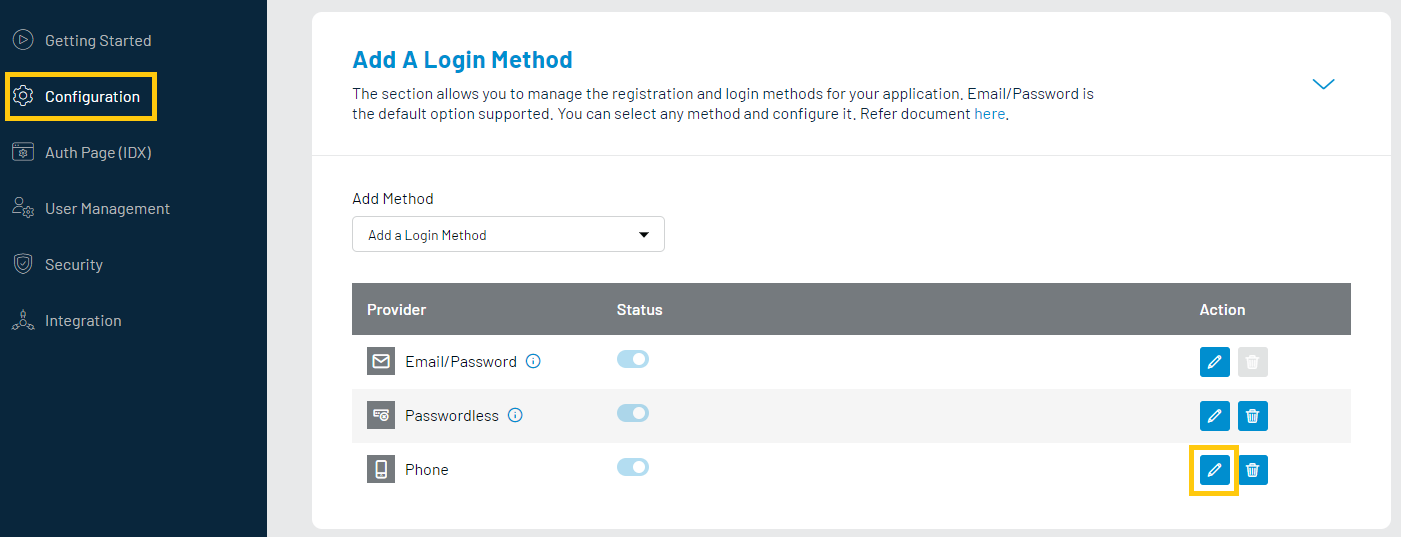 Getting Started
Configuration
Auth Page (IDX)
User Management
Security
Integration
Add A Login Method
The section allows you to manage the registration and login methods for your application. Email/Password is
the default option supported. You can select any method and configure it. Refer document here.
Add Method
Add a Login Method
Provider Status Action
Email/Password
Passwordless
Phone